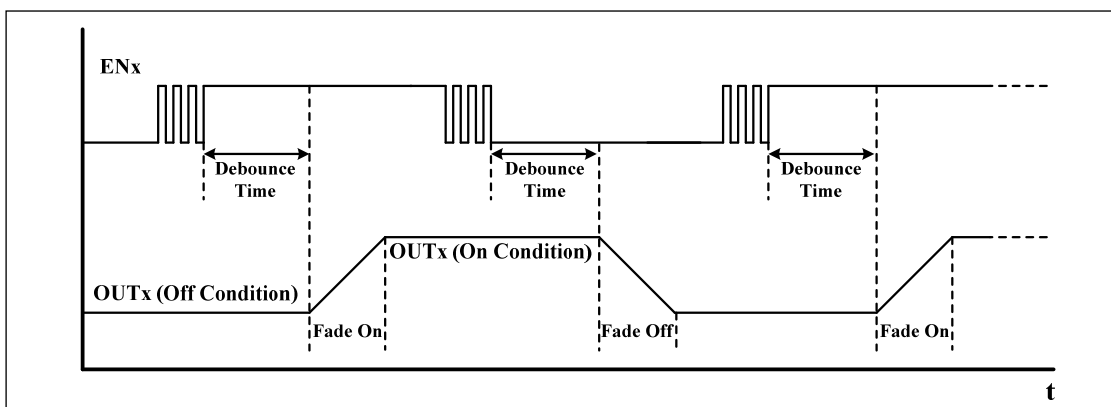 ENx
Debounce
Time
Debounce
Time
Debounce
Time
OUTx (On Condition)
OUTx (Off Condition)
Fade On
Fade Off
Fade On
t